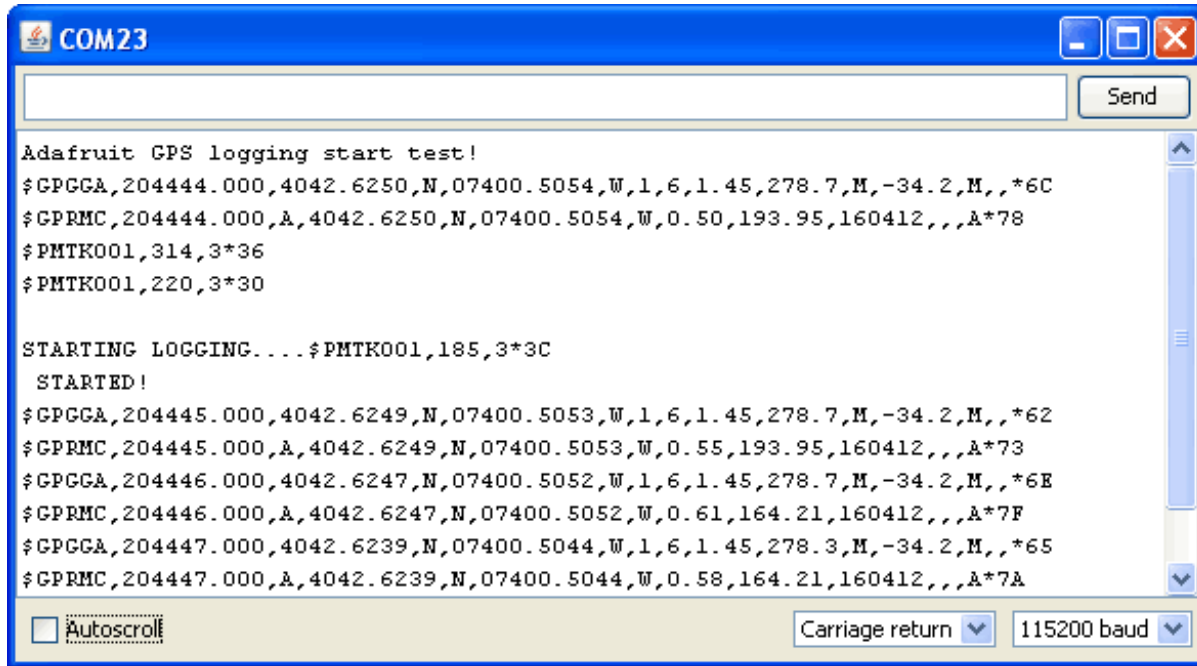 COM23
Send
Adafruit GPS logging start test!
$GPGGA,204444.000,4042.6250,N,07400.5054,W,1,6,1.45,278.7,M,-34.2,M,,*6C
$GPRMC,204444.000,A,4042.6250,N,07400.5054,W,0.50,193.95,160412,,,A*78
$PMTK001,314,3*36
$PMTK001,220,3*30
STARTING LOGGING....$PMTK001,185,3*3C
STARTED!
$GPGGA,204445.000,4042.6249,N,07400.5053,W,1,6,1.45,278.7,M,-34.2,M,,*62
$GPRMC,204445.000,A,4042.6249,N,07400.5053,W,0.55,193.95,160412,,,A*73
$GPGGA,204446.000,4042.6247,N,07400.5052,W,1,6,1.45,278.7,M,-34.2,M,,*6E
$GPRMC,204446.000,A,4042.6247,N,07400.5052,W,0.61,164.21,160412,,,A*7F
$GPGGA,204447.000,4042.6239,N,07400.5044,W,1,6,1.45,278.3,M,-34.2,M,,*65
$GPRMC,204447.000,A,4042.6239,N,07400.5044,W,0.58,164.21,160412,,,A*7A
Autoscroll Carriage return 115200 baud